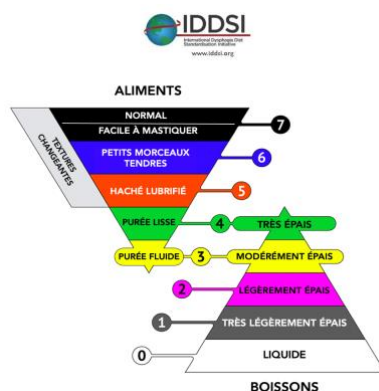 IDDSI
International Dysphagia Diet
Standardisation Initiative
www.iddsi.org
ALIMENTS
NORMAL
FACILE À MASTIQUER
7
TEXTURES
CHANGEANTES
PETITS MORCEAUX
TENDRES
6
HACHÉ LUBRIFIÉ
5
PURÉE LISSE
4
TRÈS ÉPAIS
PURÉE FLUIDE
3
MODÉRÉMENT ÉPAIS
2
LÉGÈREMENT ÉPAIS
1
TRÈS LÉGÈREMENT ÉPAIS
0
LIQUIDE
BOISSONS